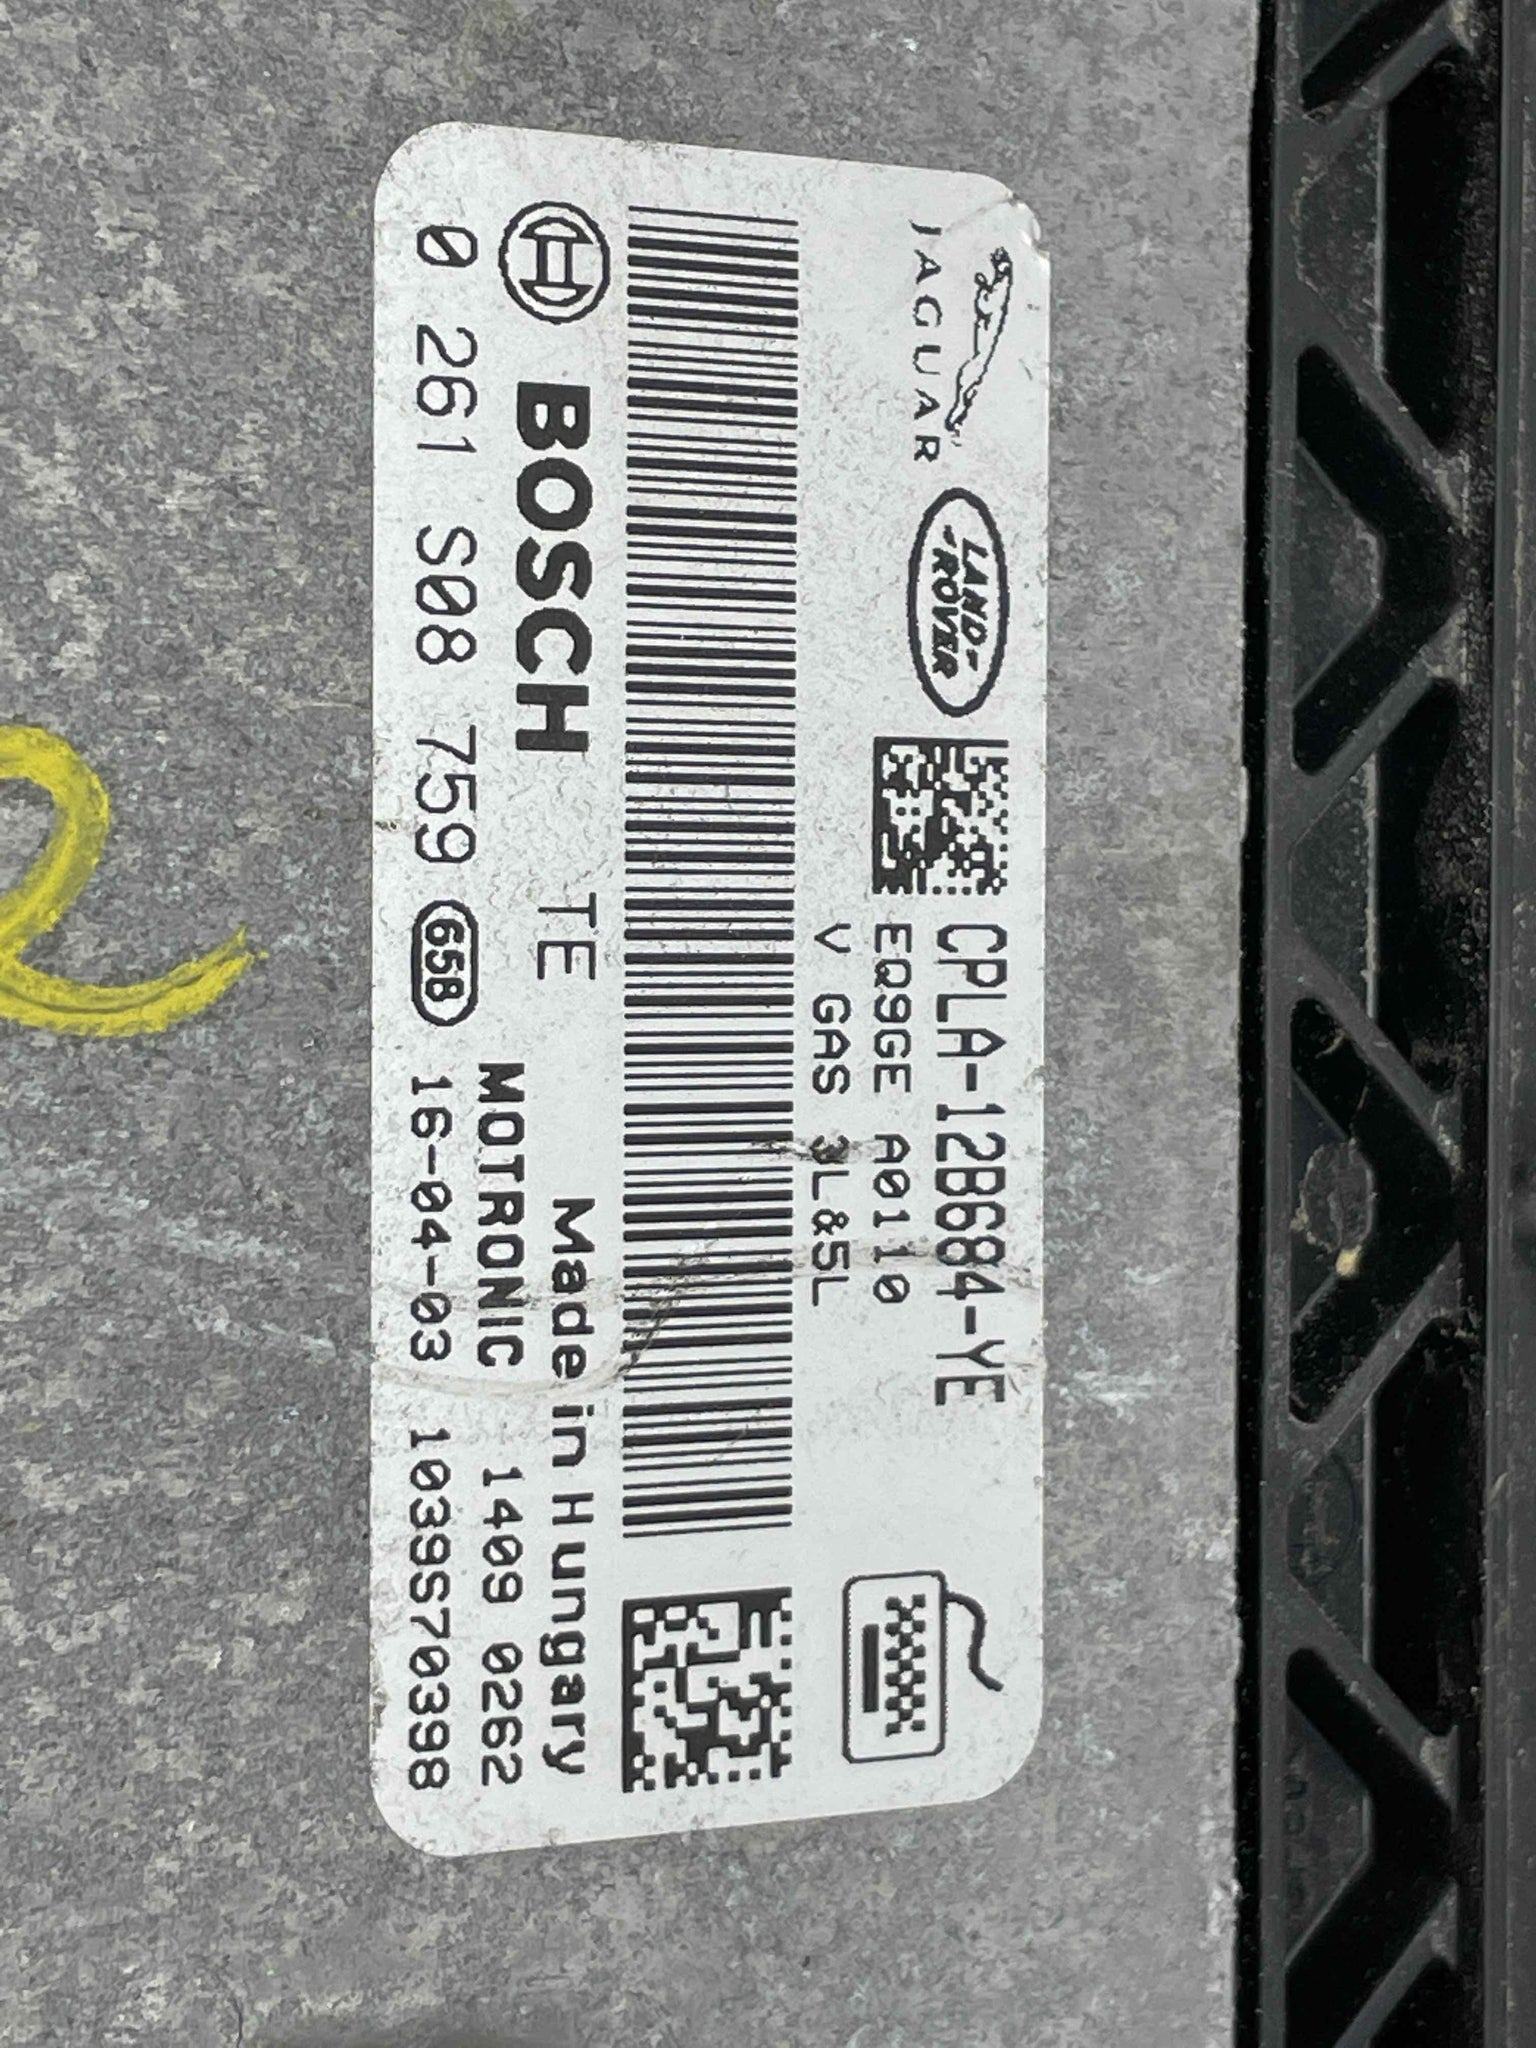 JAGUAR
LAND-
-ROVER
CPLA-12B684-YE
EQ9GE A0110
V GAS 3L&5L
BOSCH TE
Made in Hungary
MOTRONIC 1409 0262
0 261 S08 759 658 16-04-03 1039S70398